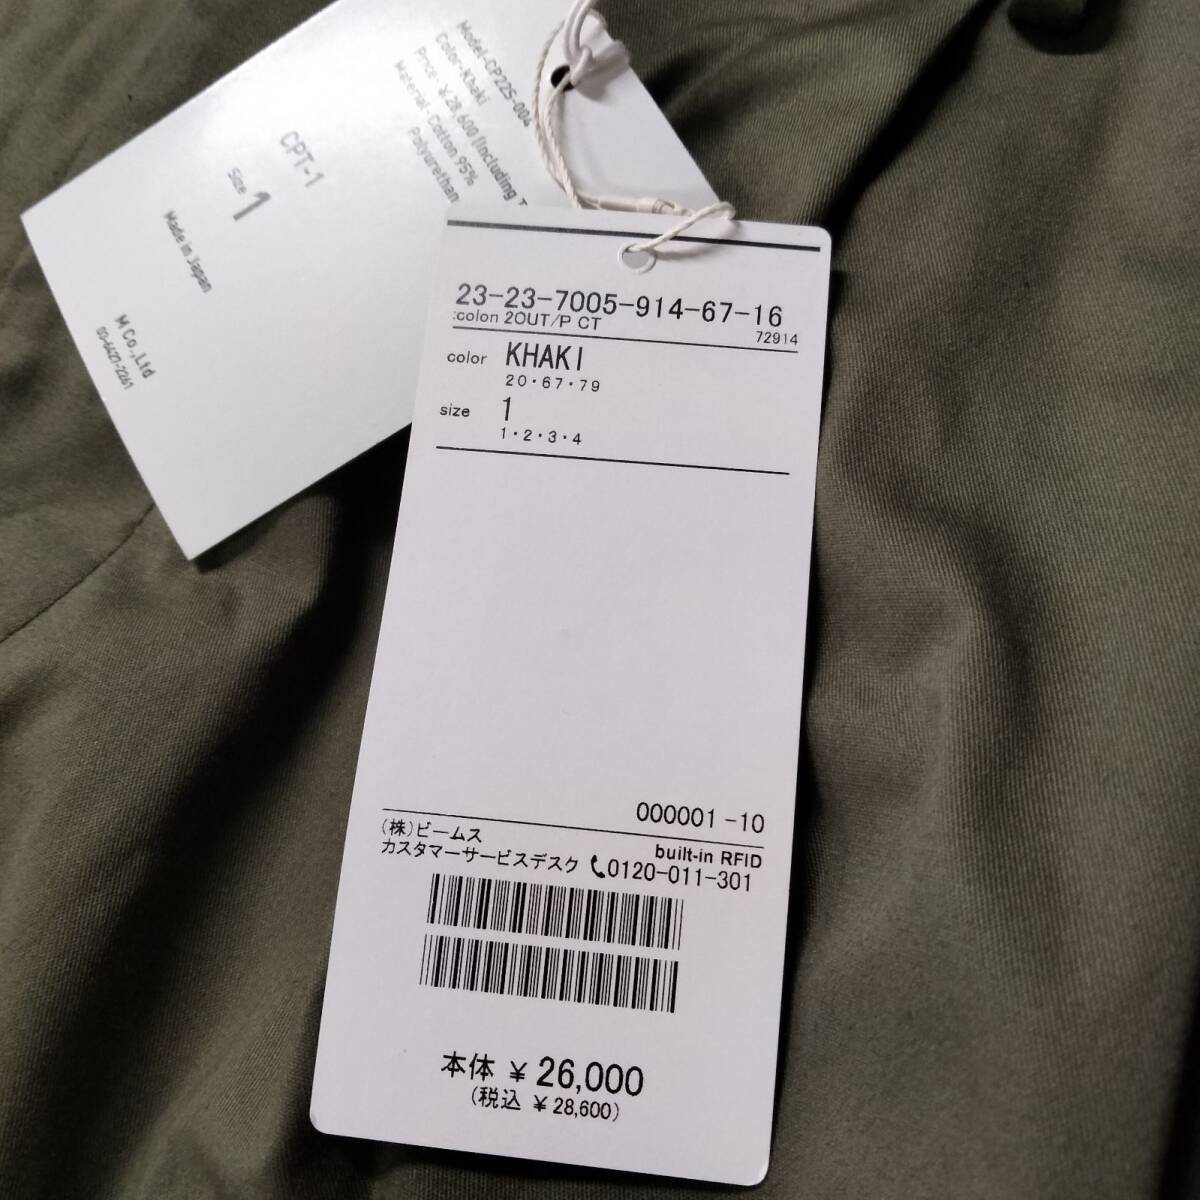 Model-CP22S-004
Color-Khaki
Price-¥28,600 (Including
Material-Cotton 95%
CPT-1
Size
1
Made in Japan
M Co.,Ltd
23-23-7005-914-67-16
:colon 2OUT/P CT
72914
color KHAKI
20・67・79
size 1
1・2・3・4
000001-10
(株)ビームス
built-in RFID
カスタマーサービスデスク 0120-011-301
本体 ¥26,000
(税込 ¥28,600)